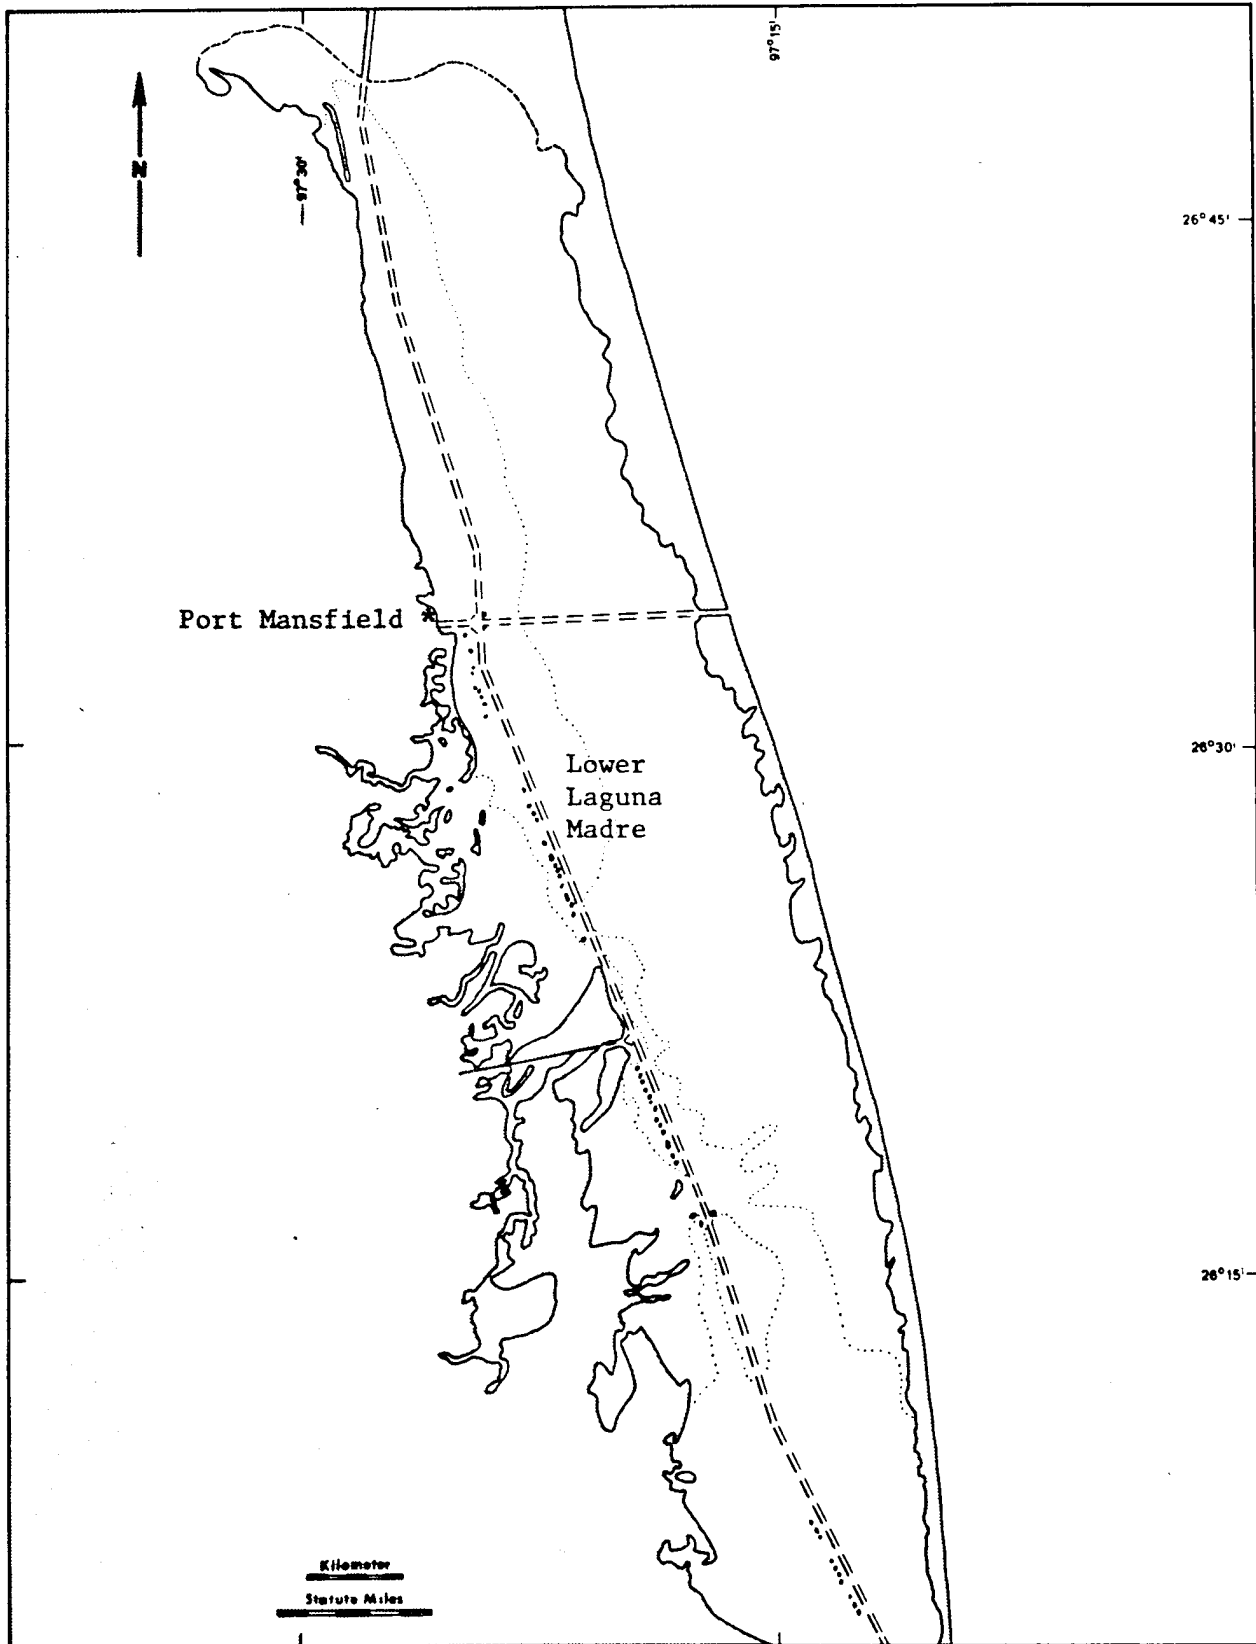 97°15'
N
97°30'
26°45'
Port Mansfield *
26°30'
Lower
Laguna
Madre
26°15'
Kilometer
Statute Miles